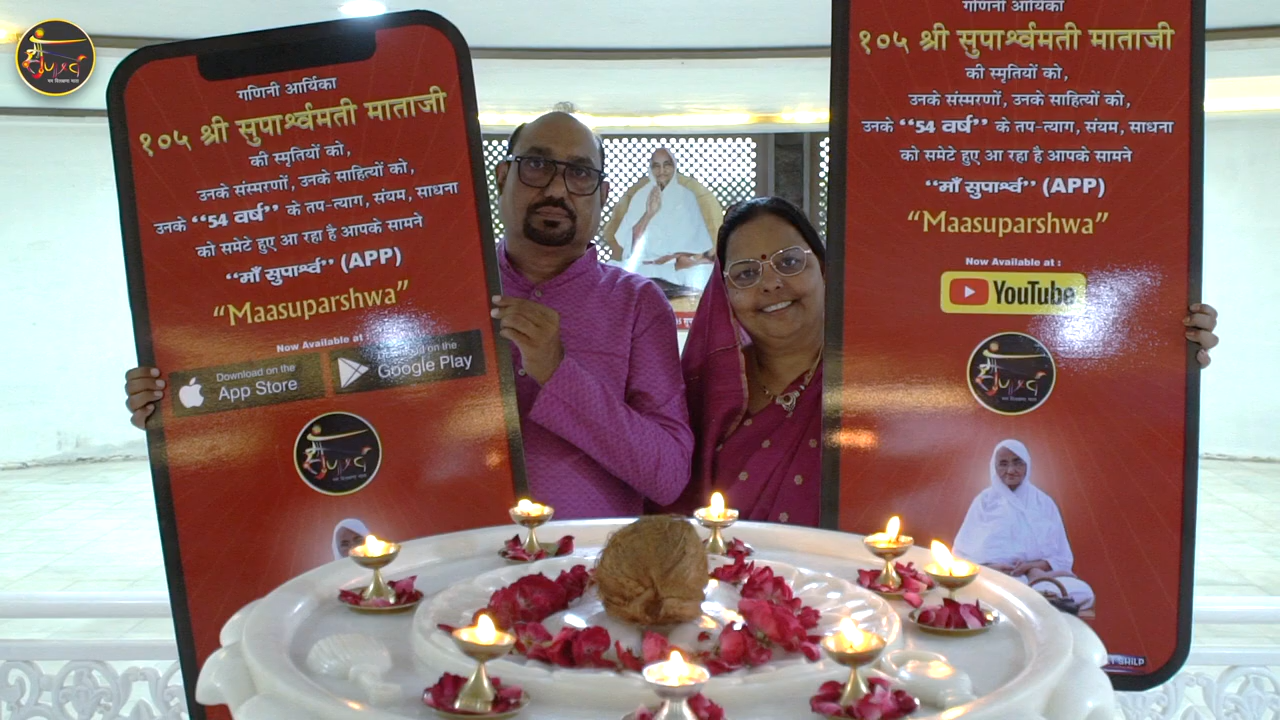 गणिनी आर्यिका
१०५ श्री सुपार्श्वमती माताजी
की स्मृतियों को,
उनके संस्मरणों, उनके साहित्यों को,
उनके “54 वर्ष” के तप-त्याग, संयम, साधना
को समेटे हुए आ रहा है आपके सामने
“माँ सुपार्श्व” (APP)
“Maasuparshwa”
Now Available at
Download on the
App Store
Download on the
Google Play
गणिनी आर्यिका
१०५ श्री सुपार्श्वमती माताजी
की स्मृतियों को,
उनके संस्मरणों, उनके साहित्यों को,
उनके “54 वर्ष” के तप-त्याग, संयम, साधना
को समेटे हुए आ रहा है आपके सामने
“माँ सुपार्श्व” (APP)
“Maasuparshwa”
Now Available at :
YouTube